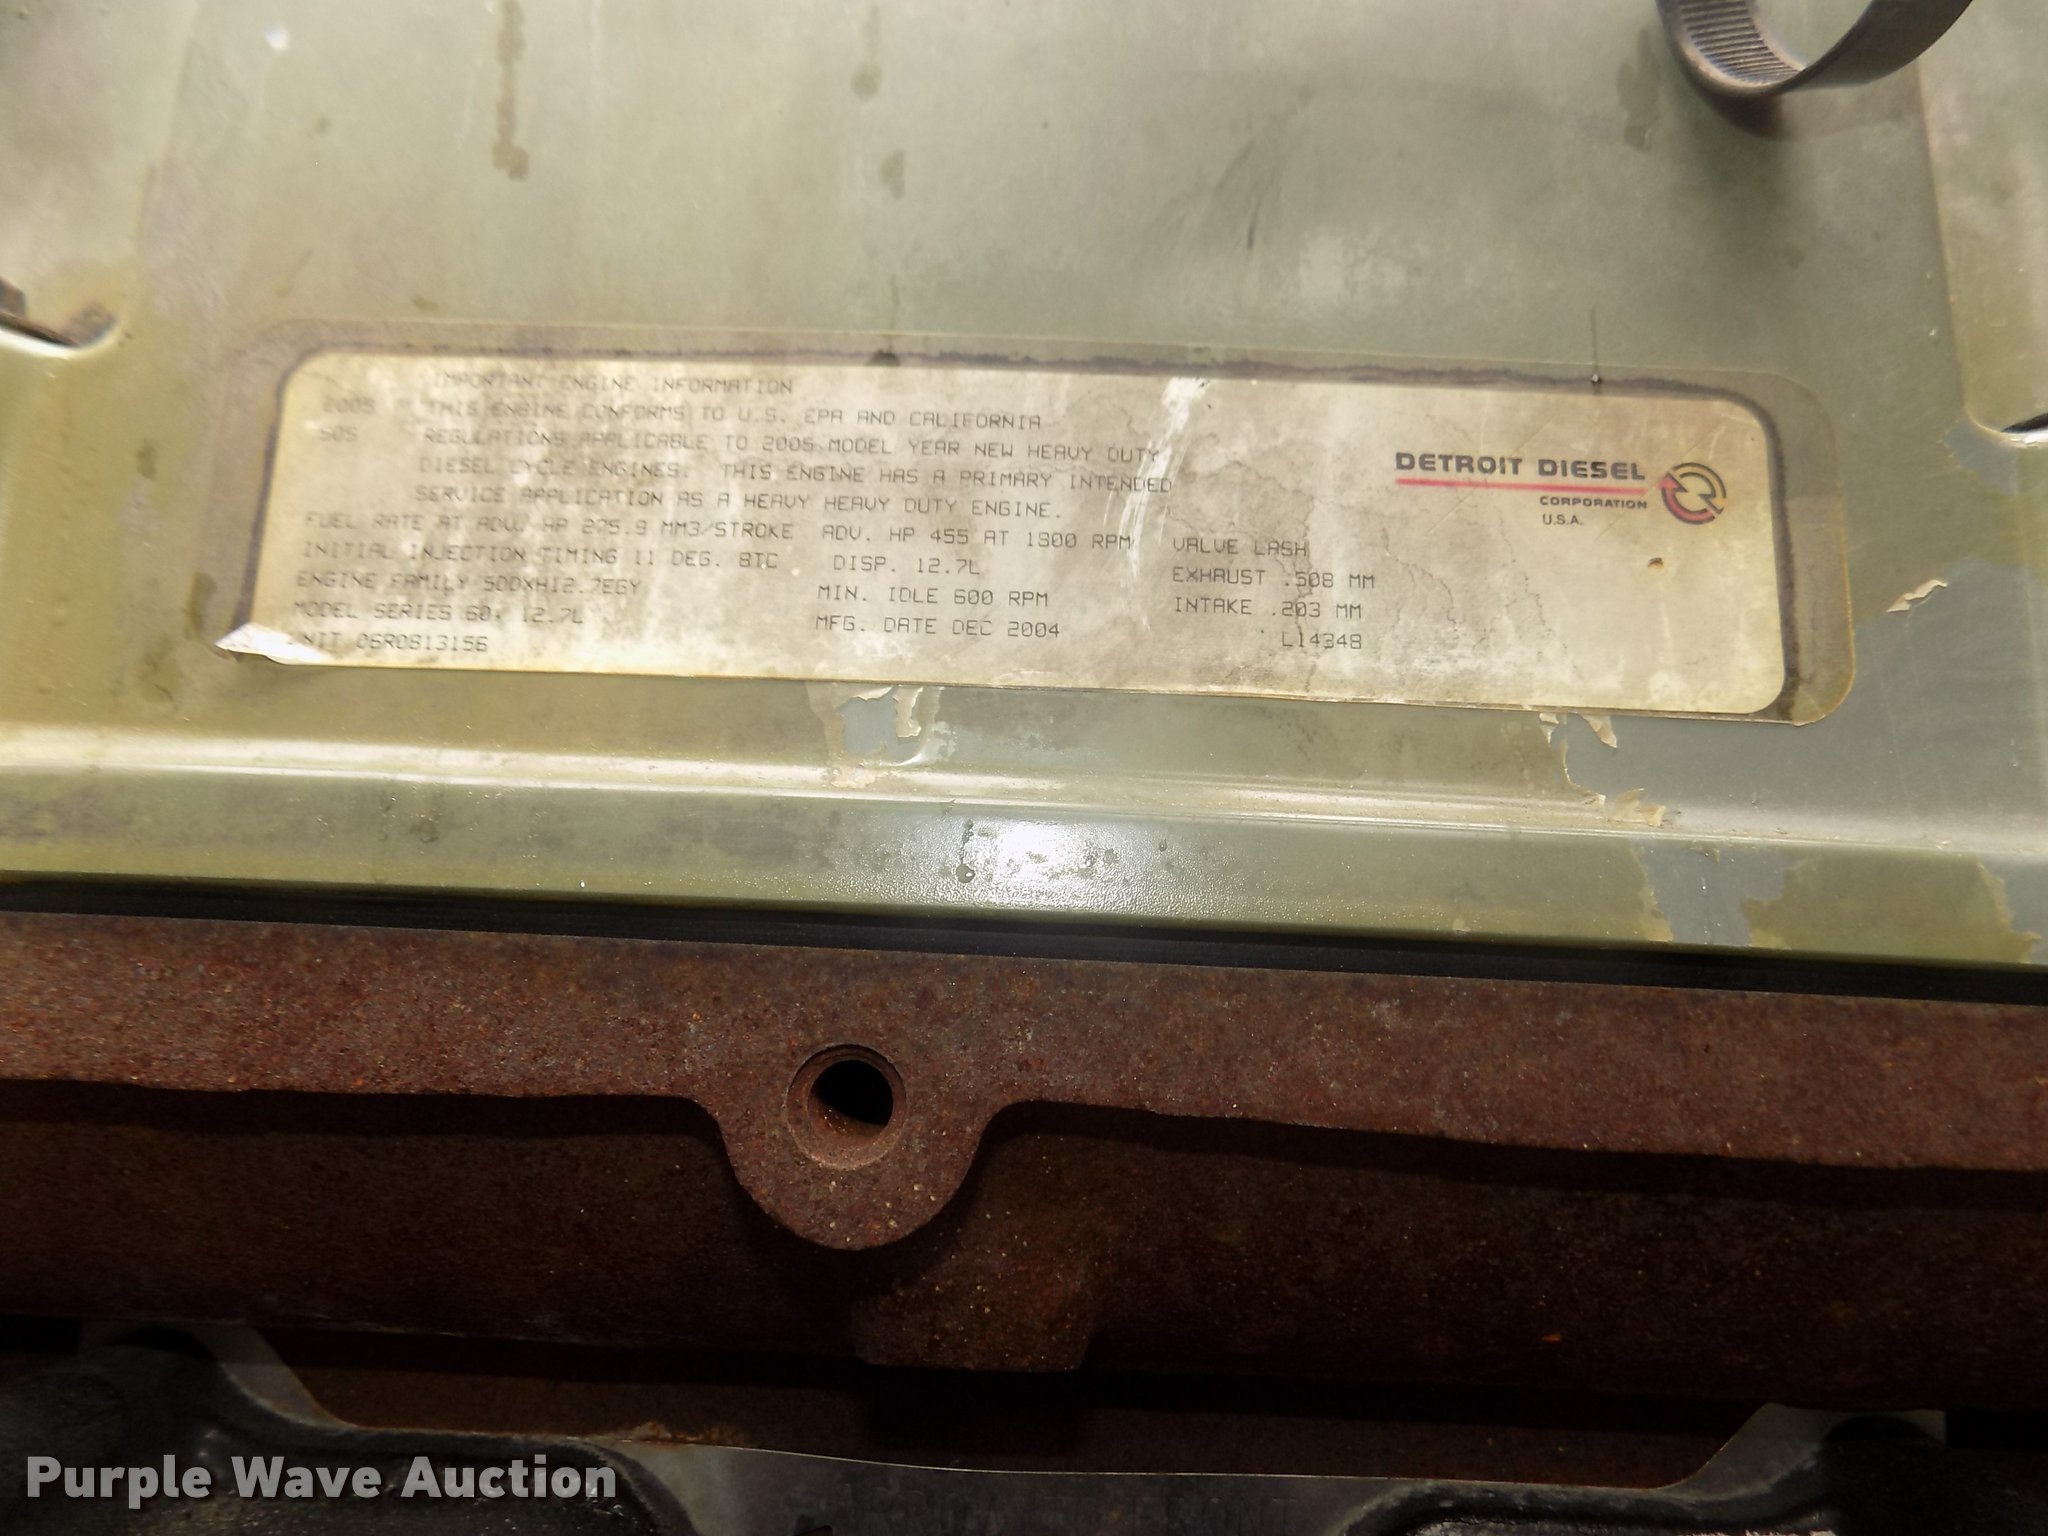 IMPORTANT ENGINE INFORMATION
2005 THIS ENGINE CONFORMS TO U.S. EPA AND CALIFORNIA
505 REGULATIONS APPLICABLE TO 2005 MODEL YEAR NEW HEAVY DUTY
DIESEL CYCLE ENGINES. THIS ENGINE HAS A PRIMARY INTENDED
SERVICE APPLICATION AS A HEAVY HEAVY DUTY ENGINE.
FUEL RATE AT ADV. HP 275.9 MM3/STROKE ADV. HP 455 AT 1800 RPM
INITIAL INJECTION TIMING 11 DEG. BTC DISP. 12.7L
ENGINE FAMILY 5DDXH12.7EGY MIN. IDLE 600 RPM
MODEL SERIES 60, 12.7L MFG. DATE DEC 2004
UNIT 06R0813156
VALVE LASH
EXHAUST .508 MM
INTAKE .203 MM
L14348
DETROIT DIESEL
CORPORATION
U.S.A.
Purple Wave Auction